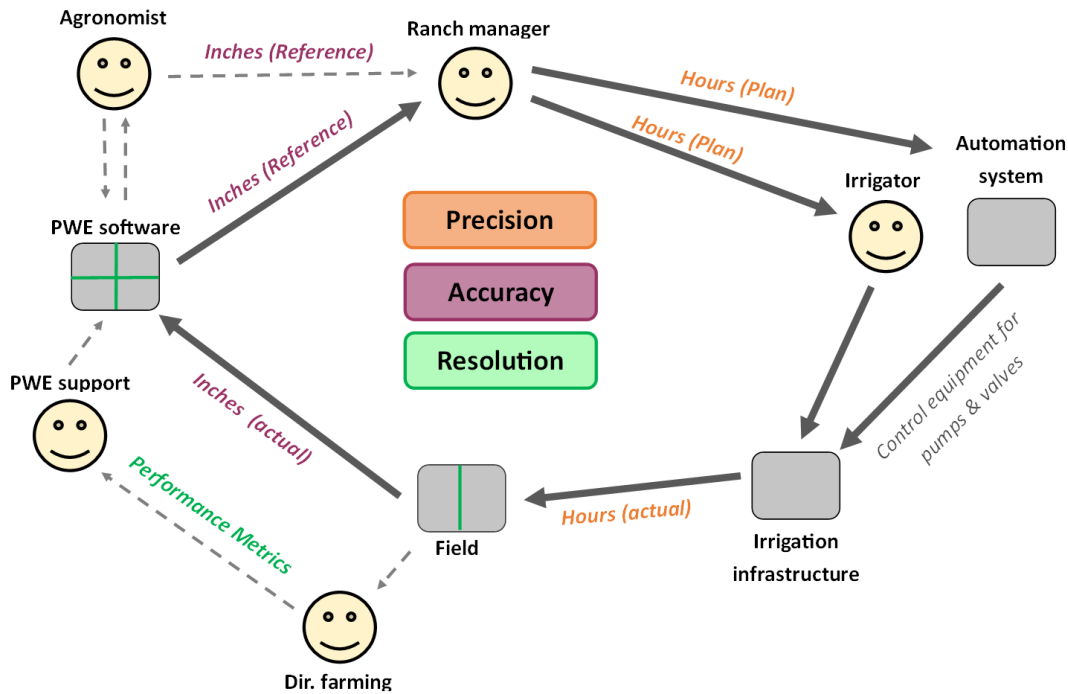 Agronomist
Ranch manager
Inches (Reference)
Hours (Plan)
Hours (Plan)
Inches (Reference)
Automation
system
Irrigator
PWE software
Precision
Accuracy
Resolution
PWE support
Inches (actual)
Control equipment for
pumps & valves
Performance Metrics
Hours (actual)
Field
Irrigation
infrastructure
Dir. farming